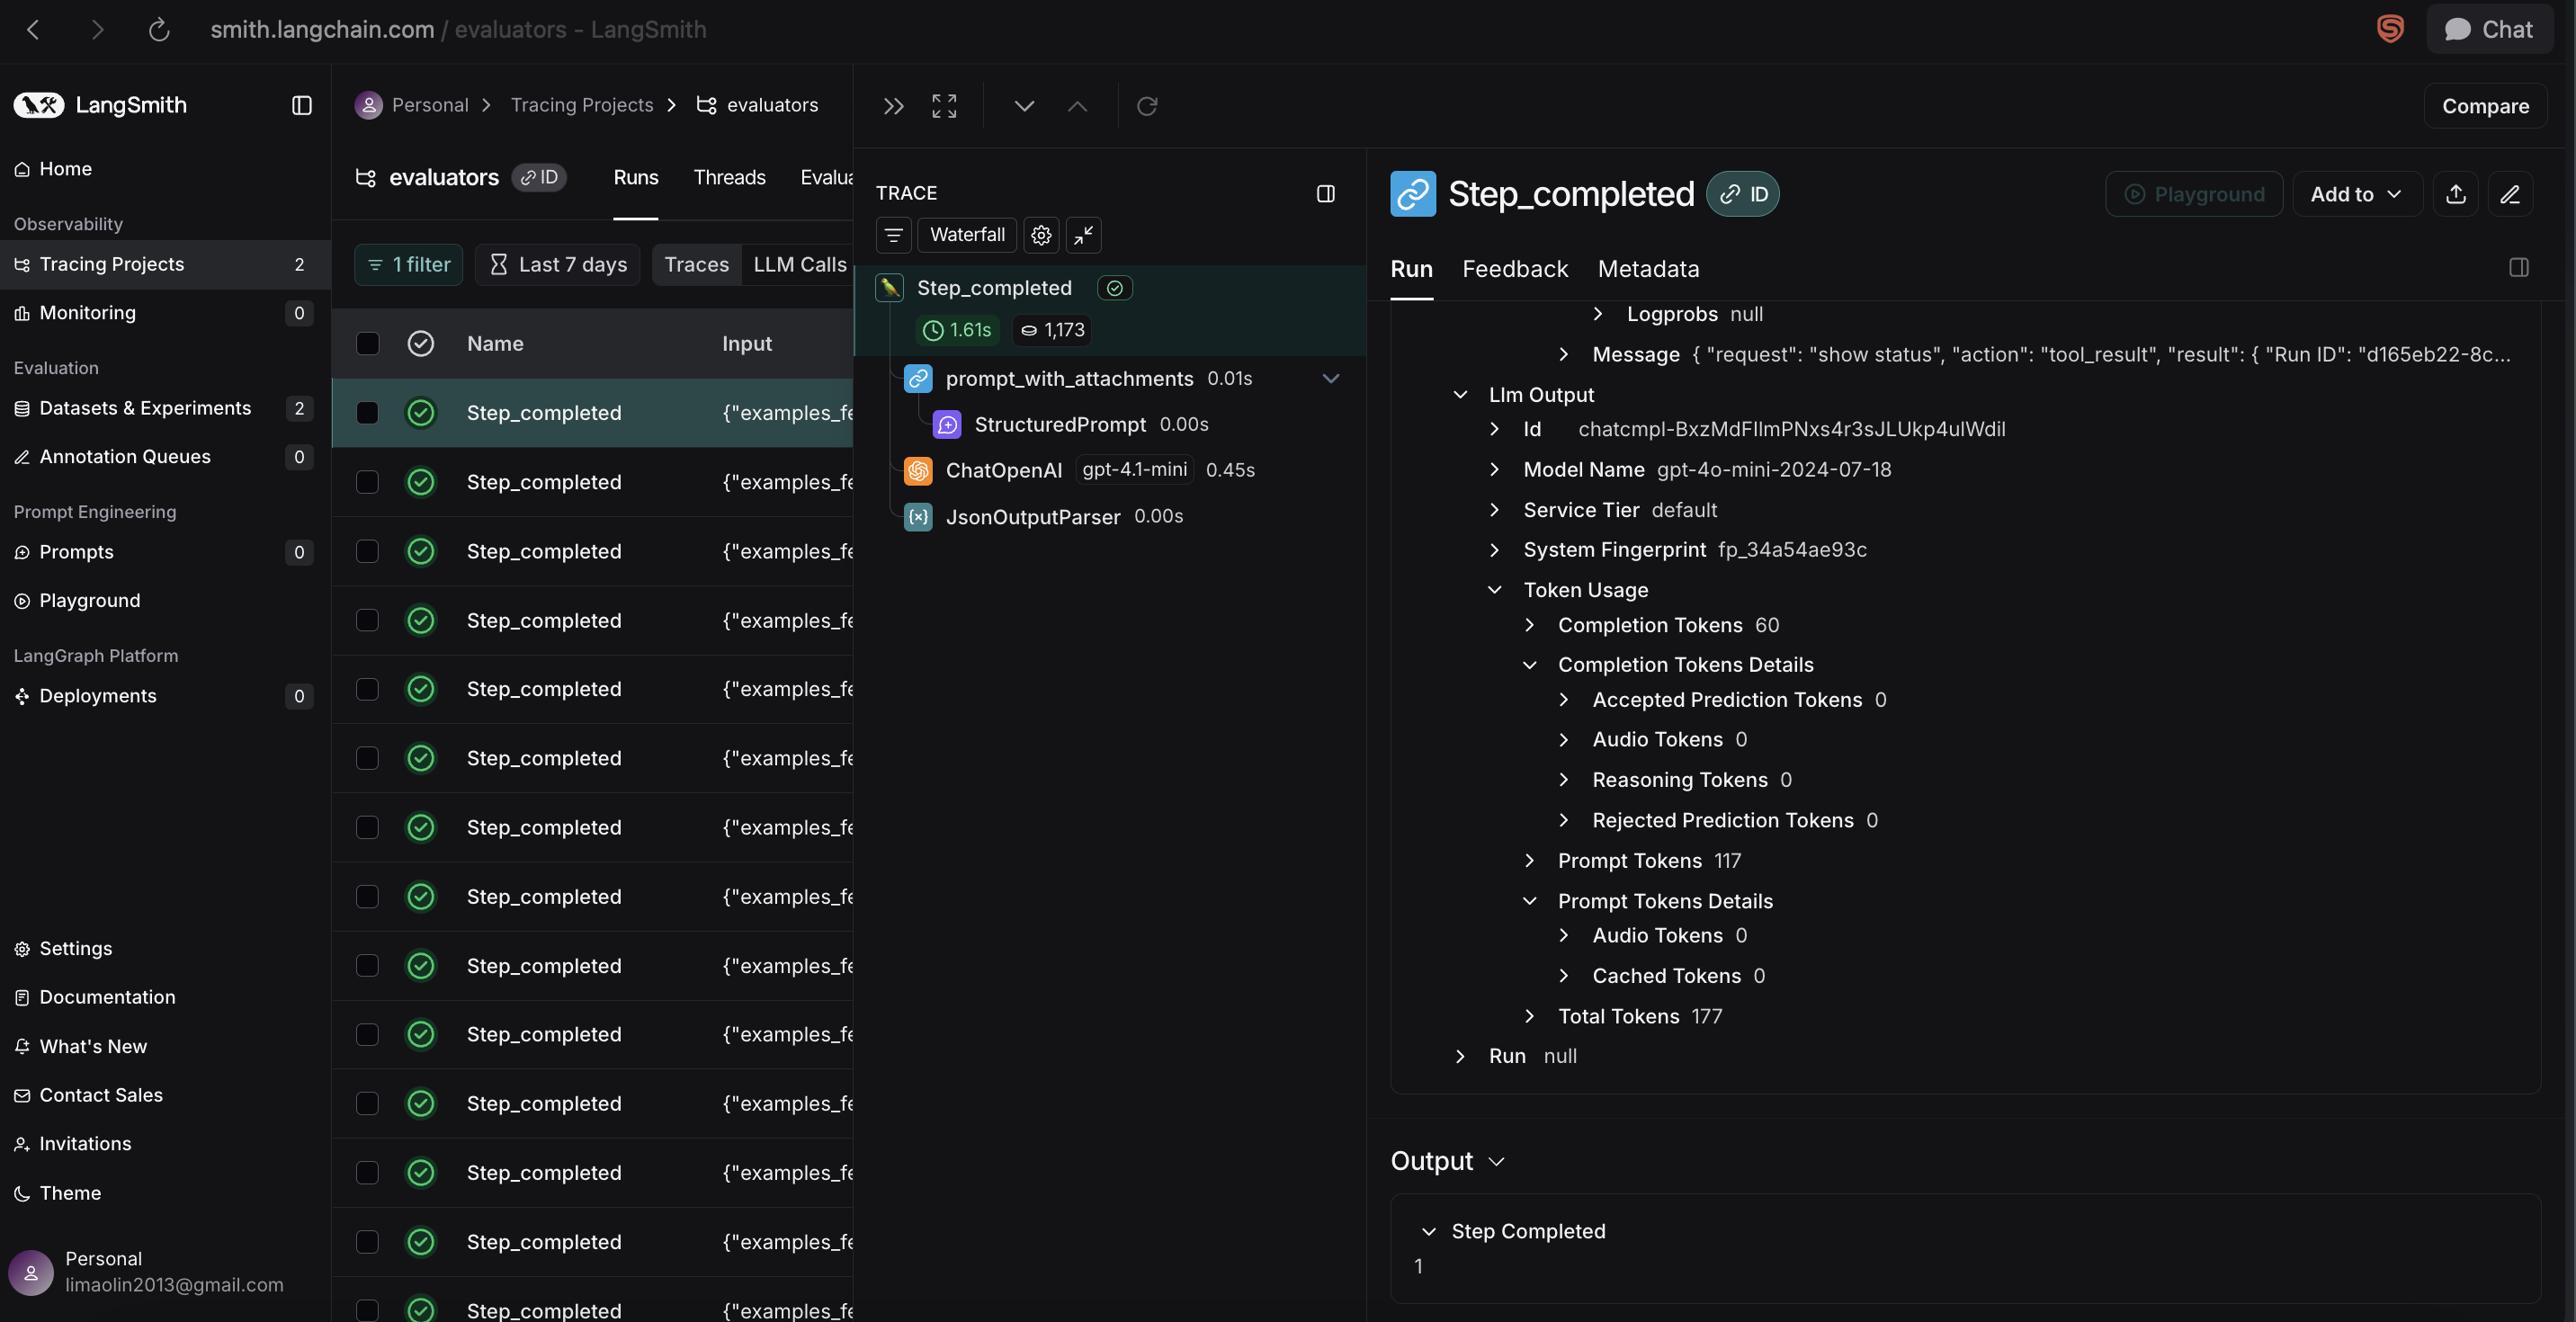 smith.langchain.com / evaluators - LangSmith
Chat
LangSmith
Home
Observability
Tracing Projects 2
Monitoring 0
Evaluation
Datasets & Experiments 2
Annotation Queues 0
Prompt Engineering
Prompts 0
Playground
LangGraph Platform
Deployments 0
Settings
Documentation
What's New
Contact Sales
Invitations
Theme
Personal
limaolin2013@gmail.com
Personal > Tracing Projects > evaluators
evaluators ID Runs Threads Evalua
1 filter Last 7 days Traces LLM Calls
Name Input
Step_completed {"examples_fe
Step_completed {"examples_fe
Step_completed {"examples_fe
Step_completed {"examples_fe
Step_completed {"examples_fe
Step_completed {"examples_fe
Step_completed {"examples_fe
Step_completed {"examples_fe
Step_completed {"examples_fe
Step_completed {"examples_fe
Step_completed {"examples_fe
Step_completed {"examples_fe
Step_completed {"examples_fe
Step_completed {"examples_fe
Compare
TRACE
Waterfall
Step_completed
1.61s 1,173
prompt_with_attachments 0.01s
StructuredPrompt 0.00s
ChatOpenAI gpt-4.1-mini 0.45s
JsonOutputParser 0.00s
Step_completed ID
Playground Add to
Run Feedback Metadata
Logprobs null
Message { "request": "show status", "action": "tool_result", "result": { "Run ID": "d165eb22-8c...
Llm Output
Id chatcmpl-BxzMdFIlmPNxs4r3sJLUkp4uIWdil
Model Name gpt-4o-mini-2024-07-18
Service Tier default
System Fingerprint fp_34a54ae93c
Token Usage
Completion Tokens 60
Completion Tokens Details
Accepted Prediction Tokens 0
Audio Tokens 0
Reasoning Tokens 0
Rejected Prediction Tokens 0
Prompt Tokens 117
Prompt Tokens Details
Audio Tokens 0
Cached Tokens 0
Total Tokens 177
Run null
Output
Step Completed
1